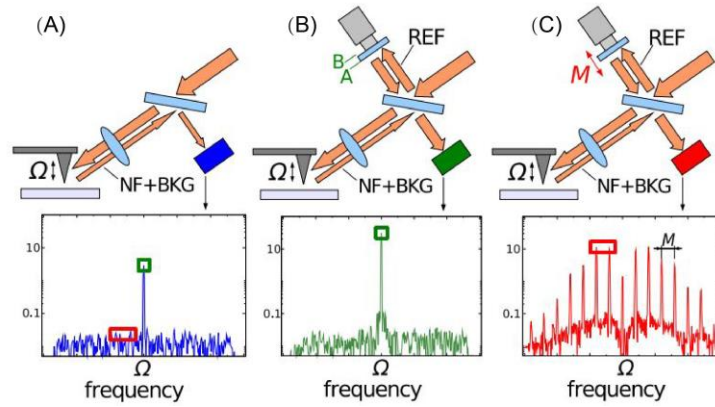 (A)
Ω
NF+BKG
10
0.1
Ω
frequency
(B)
REF
B
A
Ω
NF+BKG
10
0.1
Ω
frequency
(C)
REF
M
Ω
NF+BKG
10
M
0.1
Ω
frequency